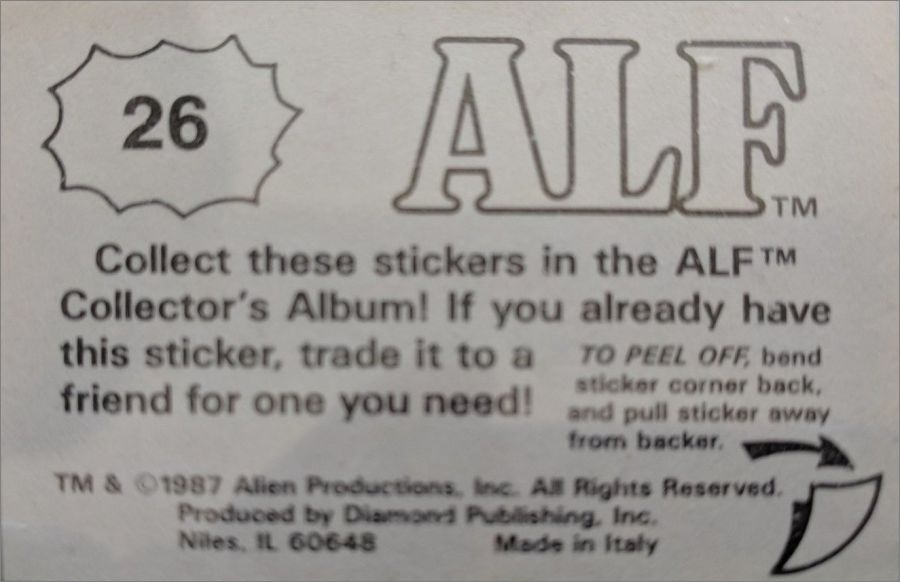 26
ALF™
Collect these stickers in the ALF™
Collector's Album! If you already have
this sticker, trade it to a
friend for one you need!
TO PEEL OFF, bend
sticker corner back,
and pull sticker away
from backer.
TM & ©1987 Alien Productions, Inc. All Rights Reserved.
Produced by Diamond Publishing, Inc.
Niles, IL 60648 Made in Italy